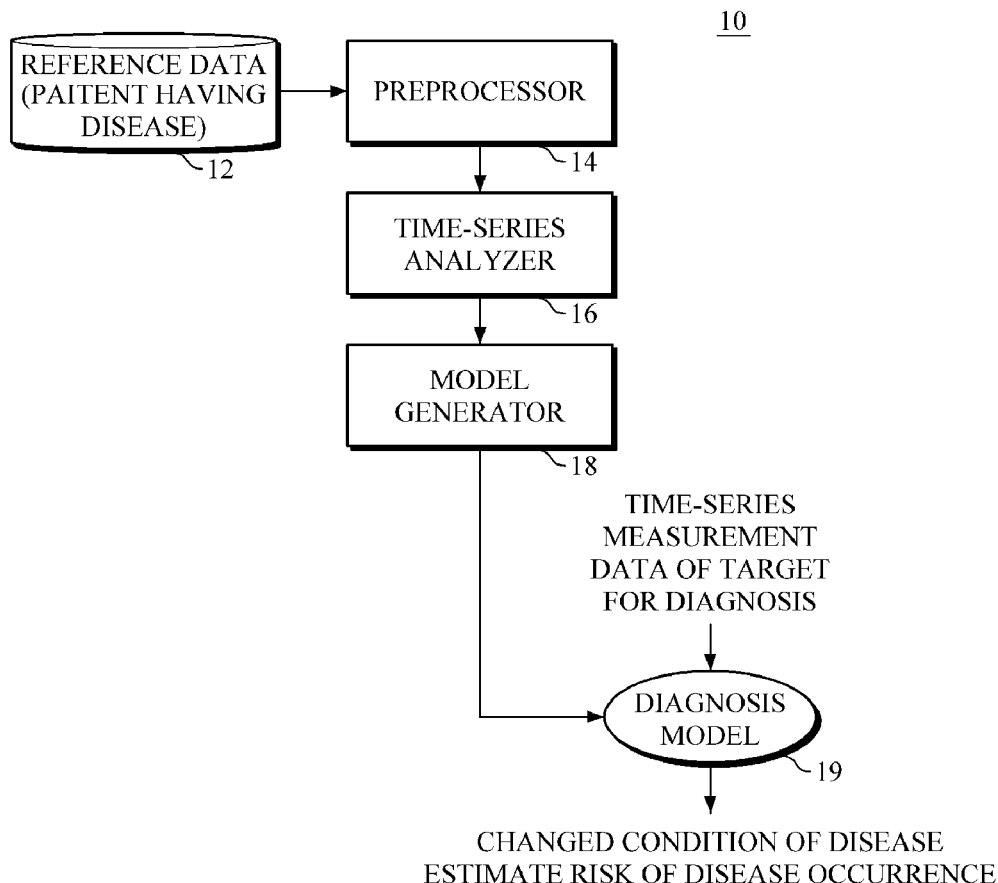 10
REFERENCE DATA
(PAITENT HAVING
DISEASE)
12
PREPROCESSOR
14
TIME-SERIES
ANALYZER
16
MODEL
GENERATOR
18
TIME-SERIES
MEASUREMENT
DATA OF TARGET
FOR DIAGNOSIS
DIAGNOSIS
MODEL
19
CHANGED CONDITION OF DISEASE
ESTIMATE RISK OF DISEASE OCCURRENCE